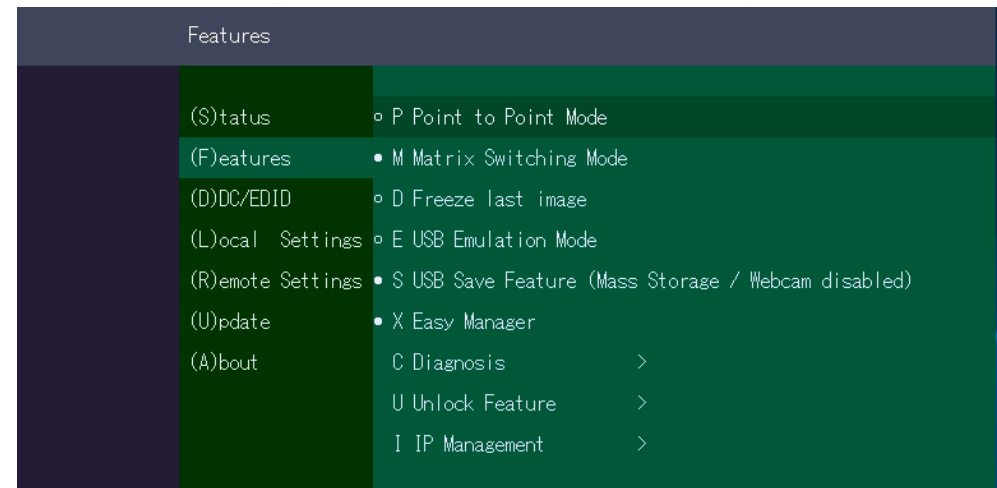 Features
(S)tatus
(F)eatures
(D)DC/EDID
(L)ocal Settings
(R)emote Settings
(U)pdate
(A)bout
P Point to Point Mode
M Matrix Switching Mode
D Freeze last image
E USB Emulation Mode
S USB Save Feature (Mass Storage / Webcam disabled)
X Easy Manager
C Diagnosis >
U Unlock Feature >
I IP Management >